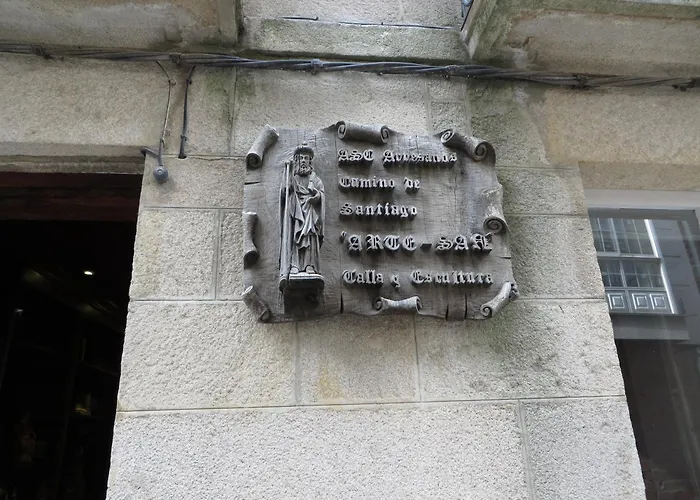 ASC Artesanos
Camino de
Santiago
"ARTE-SAN"
Talla y Escultura